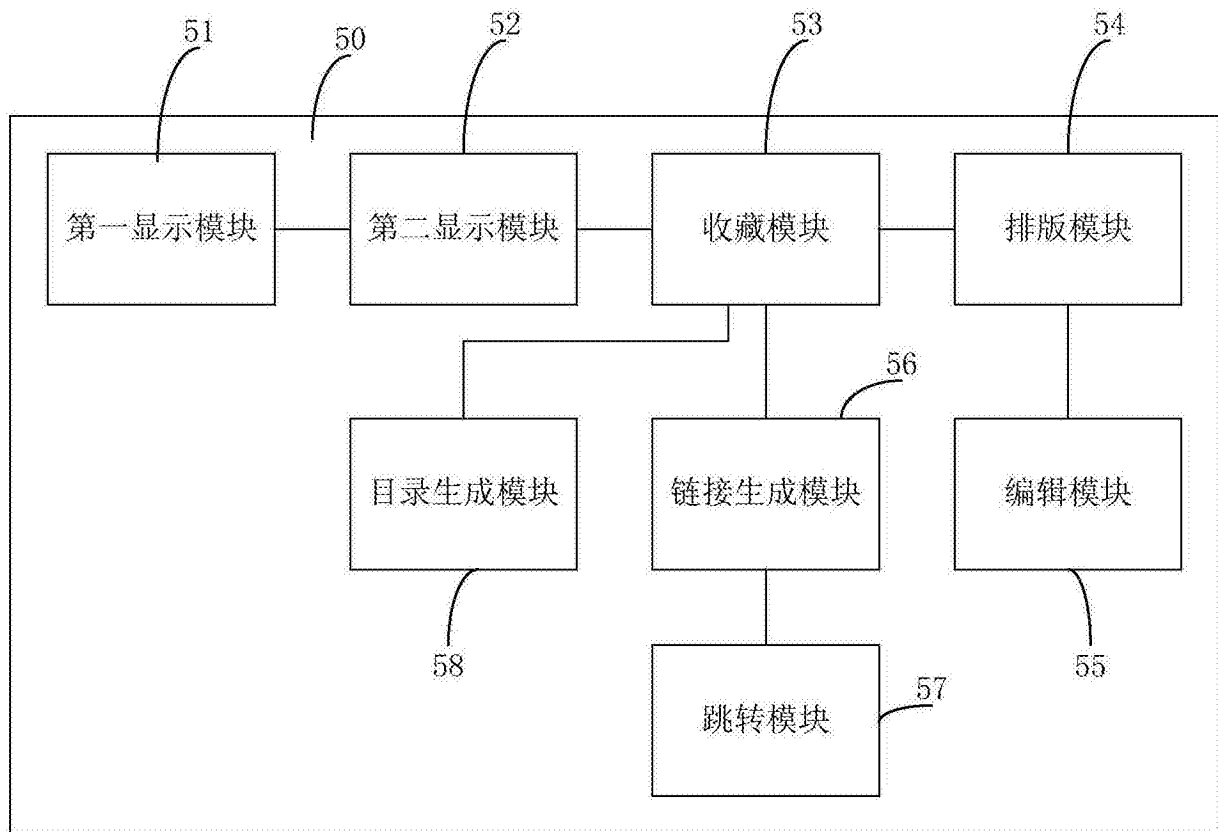 51
50
52
53
54
第一显示模块
第二显示模块
收藏模块
排版模块
56
目录生成模块
链接生成模块
编辑模块
58
55
57
跳转模块